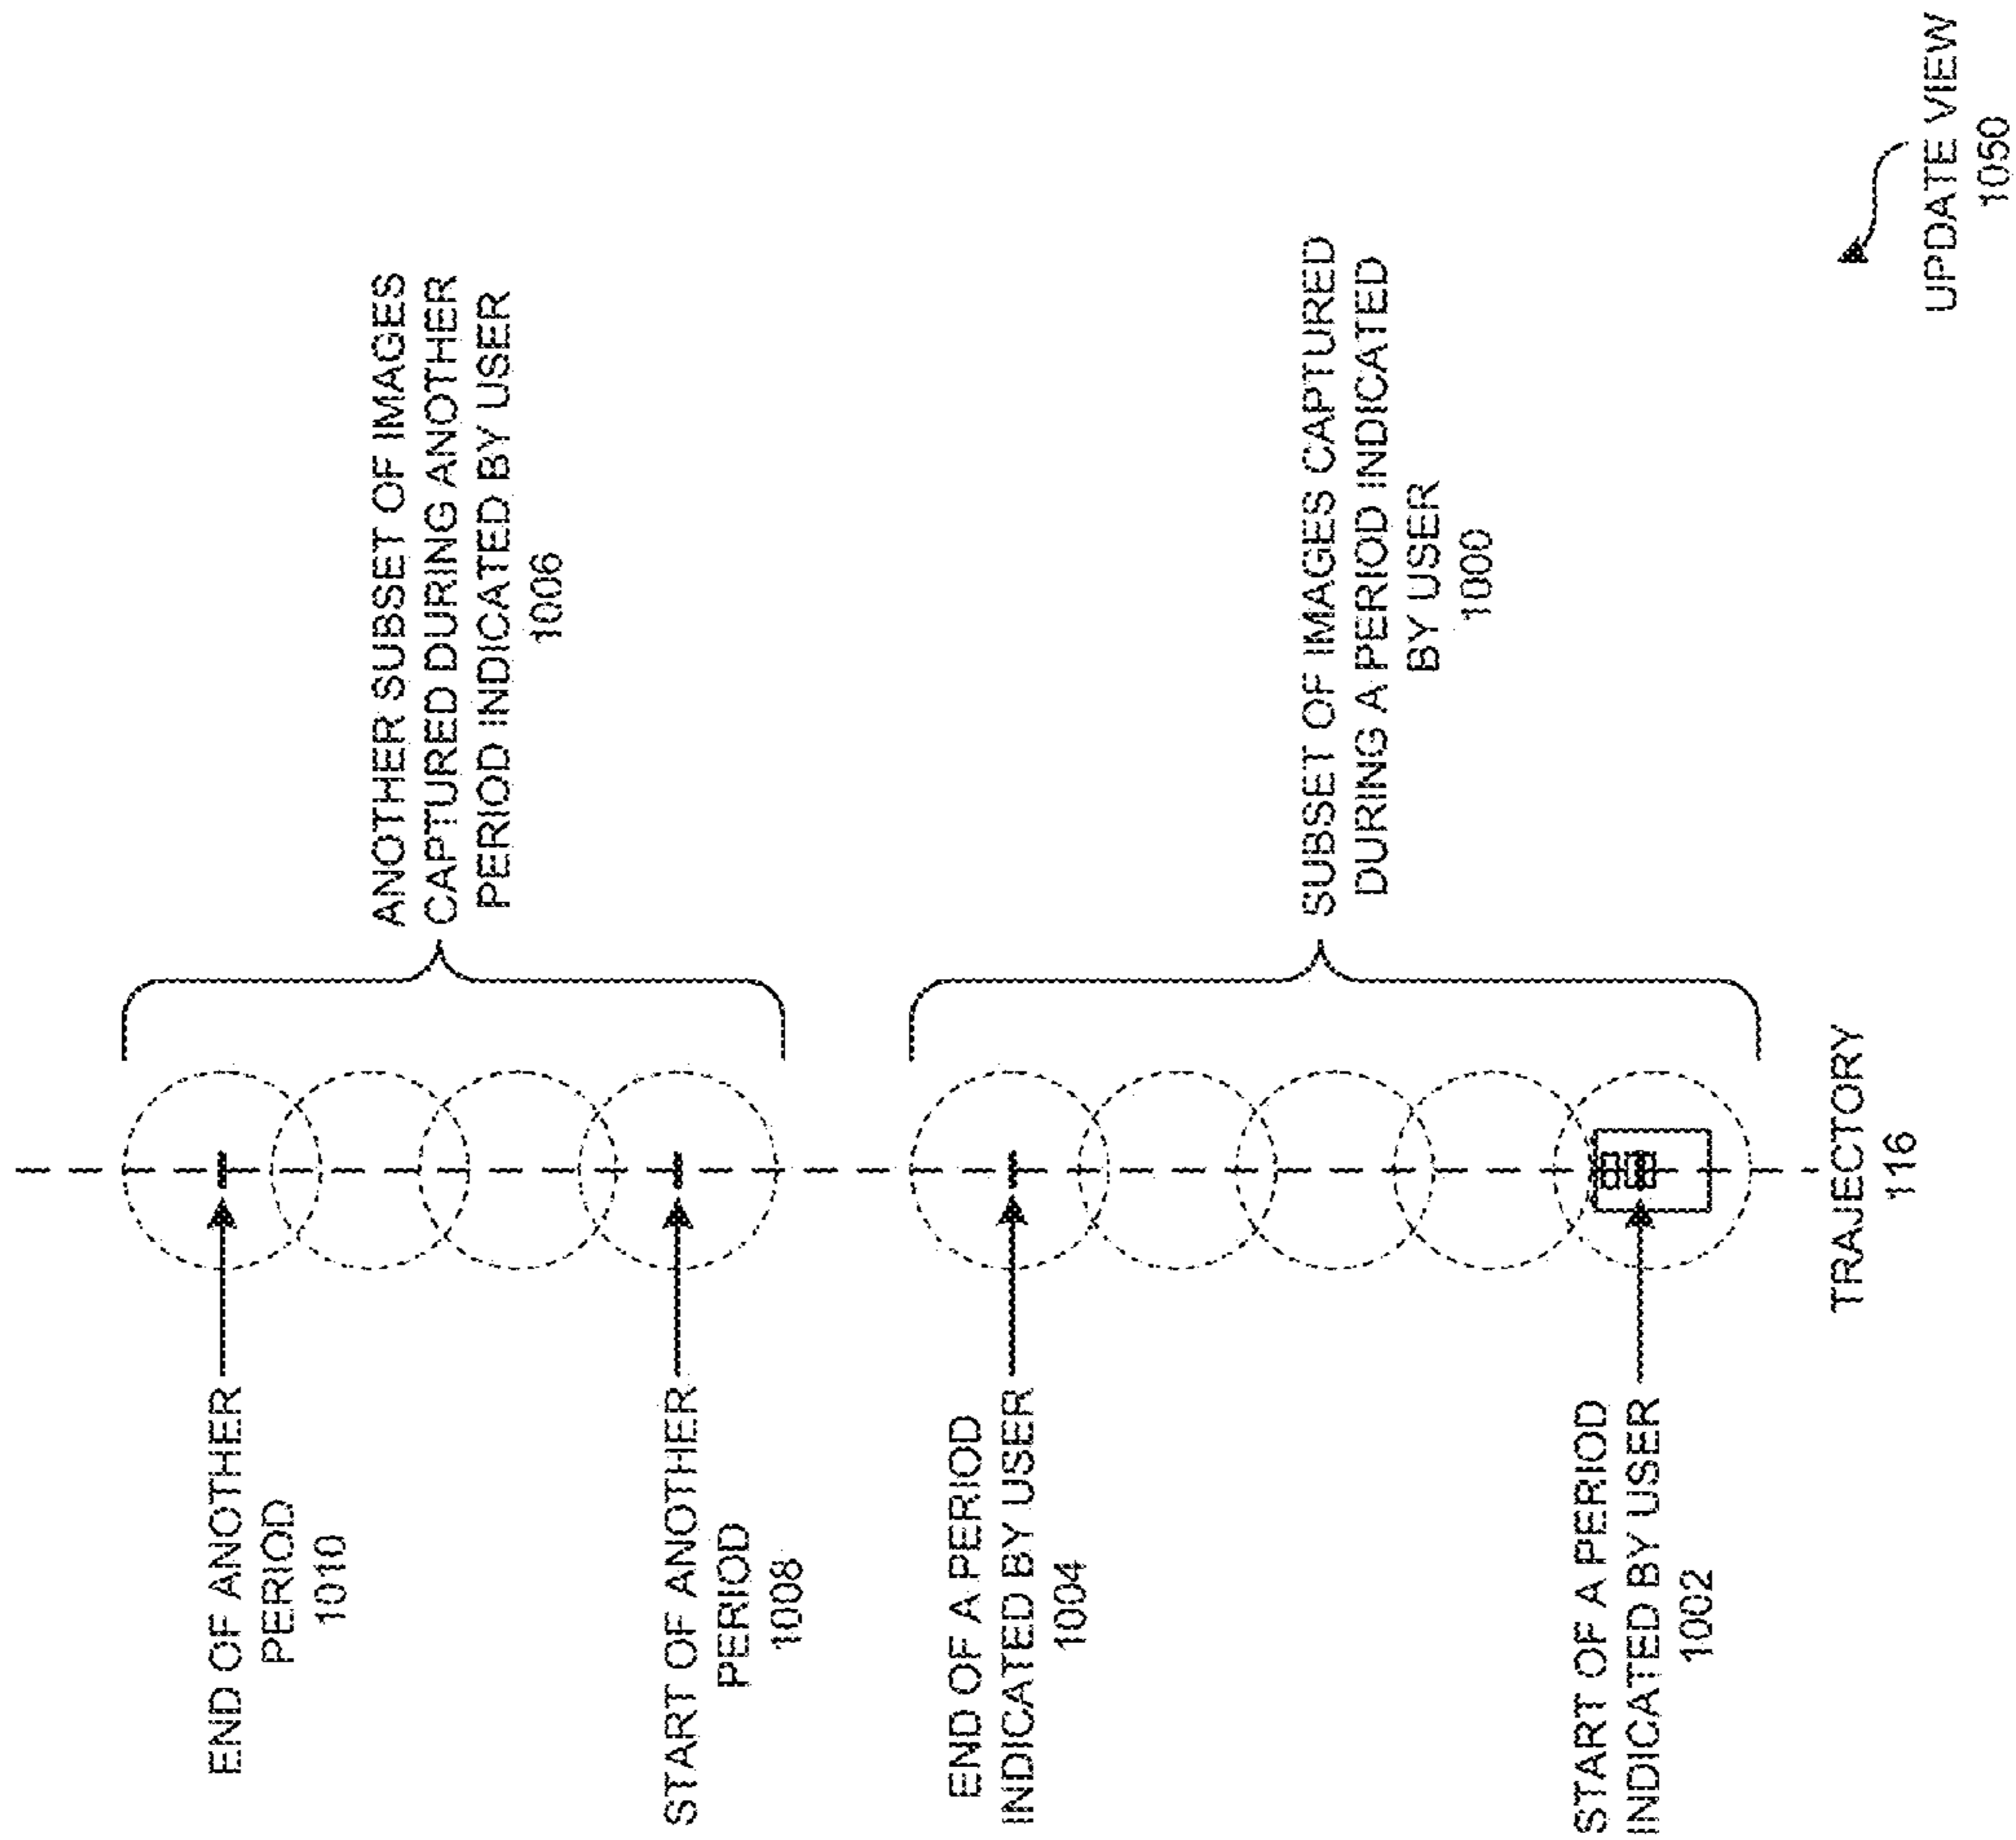 END OF ANOTHER
PERIOD
1010
START OF ANOTHER
PERIOD
1008
END OF A PERIOD
INDICATED BY USER
1004
START OF A PERIOD
INDICATED BY USER
1002
TRAJECTORY
116
ANOTHER SUBSET OF IMAGES
CAPTURED DURING ANOTHER
PERIOD INDICATED BY USER
1006
SUBSET OF IMAGES CAPTURED
DURING A PERIOD INDICATED
BY USER
1000
UPDATE VIEW
1050